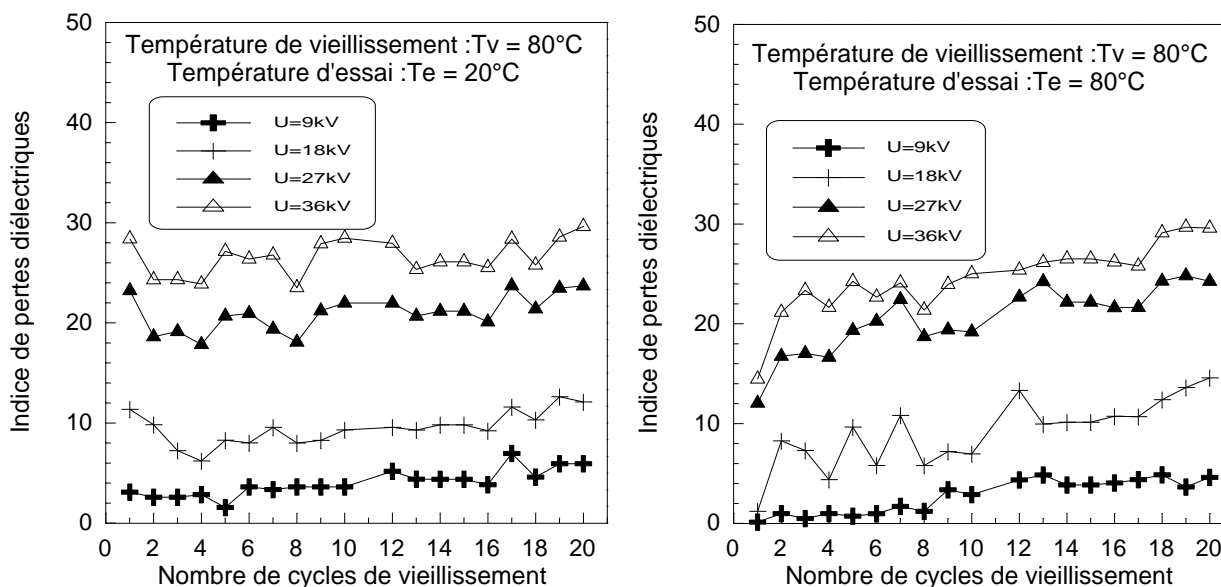 Température de vieillissement :Tv = 80°C
Température d'essai :Te = 20°C
U=9kV
U=18kV
U=27kV
U=36kV
Indice de pertes diélectriques
50
40
30
20
10
0
0 2 4 6 8 10 12 14 16 18 20
Nombre de cycles de vieillissement
Température de vieillissement :Tv = 80°C
Température d'essai :Te = 80°C
U=9kV
U=18kV
U=27kV
U=36kV
Indice de pertes diélectriques
50
40
30
20
10
0
0 2 4 6 8 10 12 14 16 18 20
Nombre de cycles de vieillissement